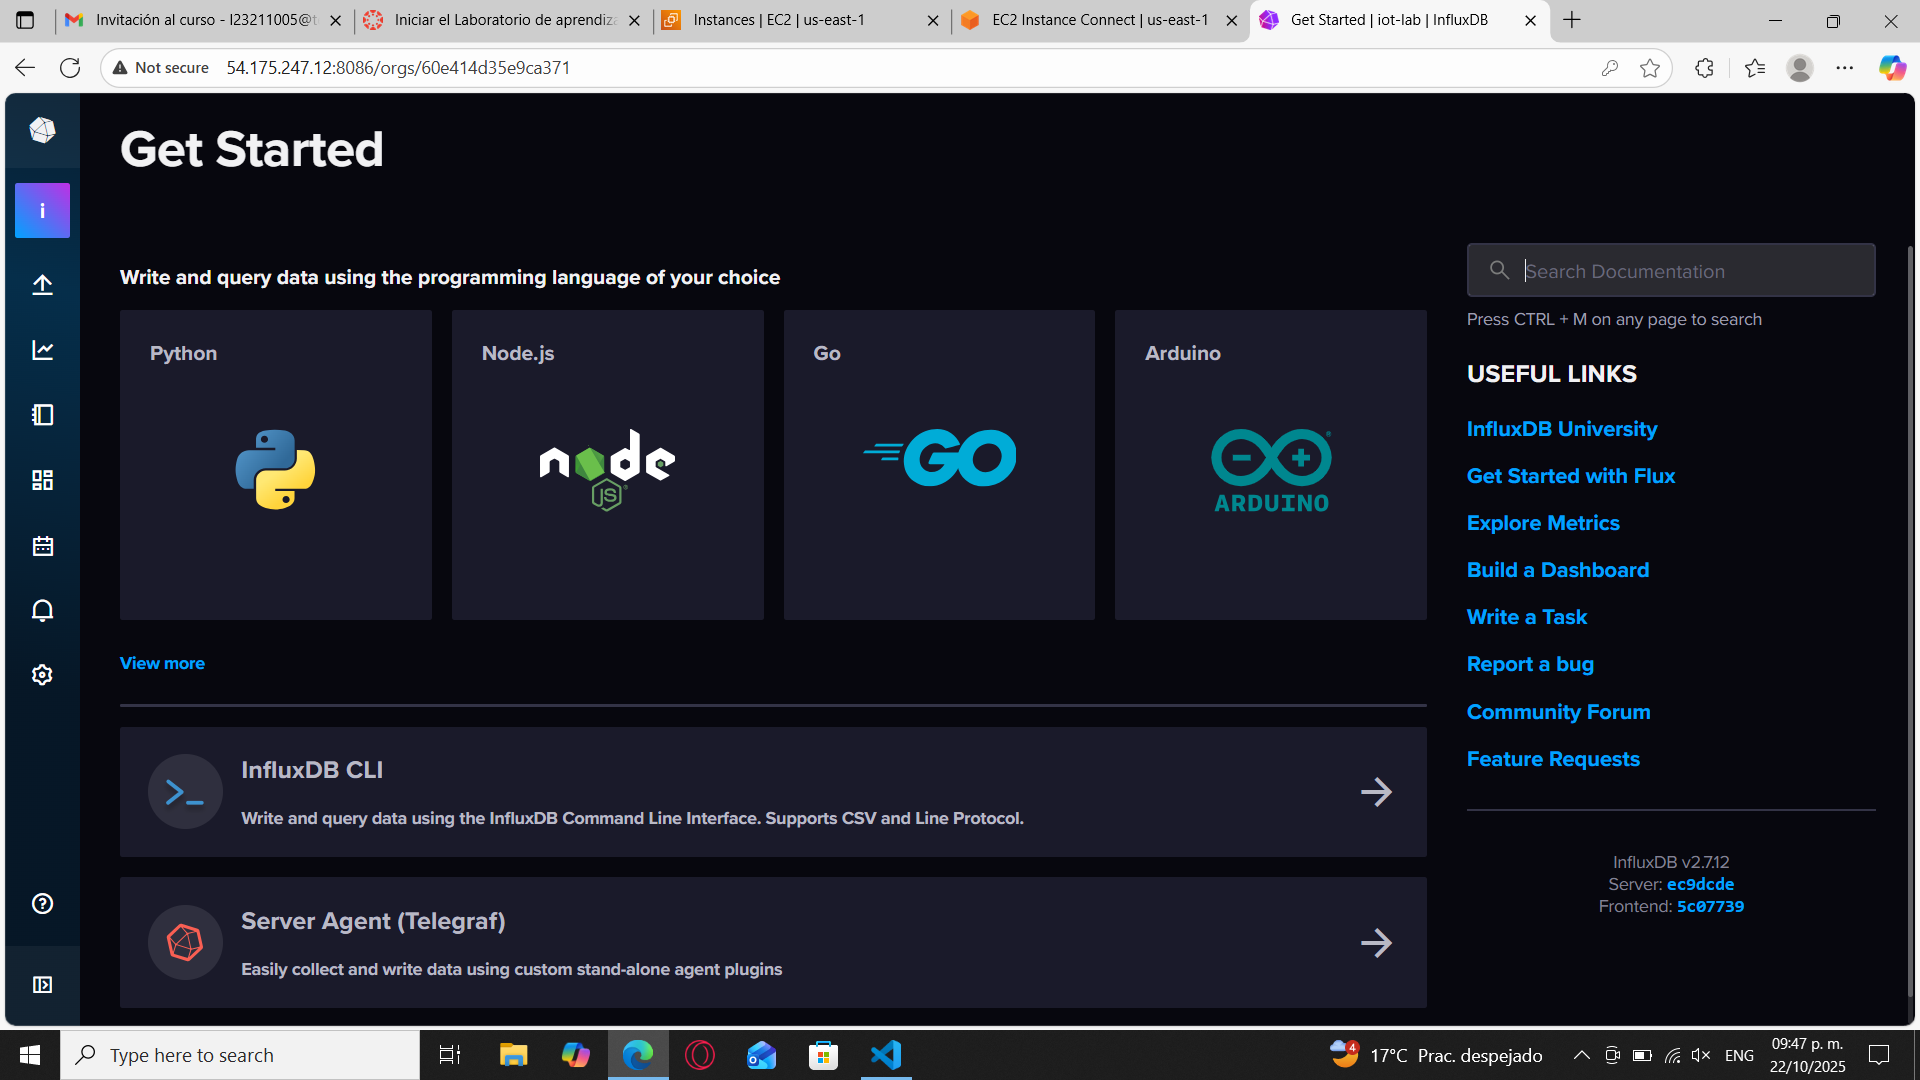 Invitación al curso - l23211005@t
Iniciar el Laboratorio de aprendiza
Instances | EC2 | us-east-1
EC2 Instance Connect | us-east-1
Get Started | iot-lab | InfluxDB
Not secure
54.175.247.12:8086/orgs/60e414d35e9ca371
i
Get Started
Write and query data using the programming language of your choice
Python
Node.js
Go
Arduino
node
JS
GO
ARDUINO
View more
InfluxDB CLI
Write and query data using the InfluxDB Command Line Interface. Supports CSV and Line Protocol.
Server Agent (Telegraf)
Easily collect and write data using custom stand-alone agent plugins
Search Documentation
Press CTRL + M on any page to search
USEFUL LINKS
InfluxDB University
Get Started with Flux
Explore Metrics
Build a Dashboard
Write a Task
Report a bug
Community Forum
Feature Requests
InfluxDB v2.7.12
Server: ec9dcde
Frontend: 5c07739
Type here to search
4
17°C Prac. despejado
ENG
09:47 p. m.
22/10/2025